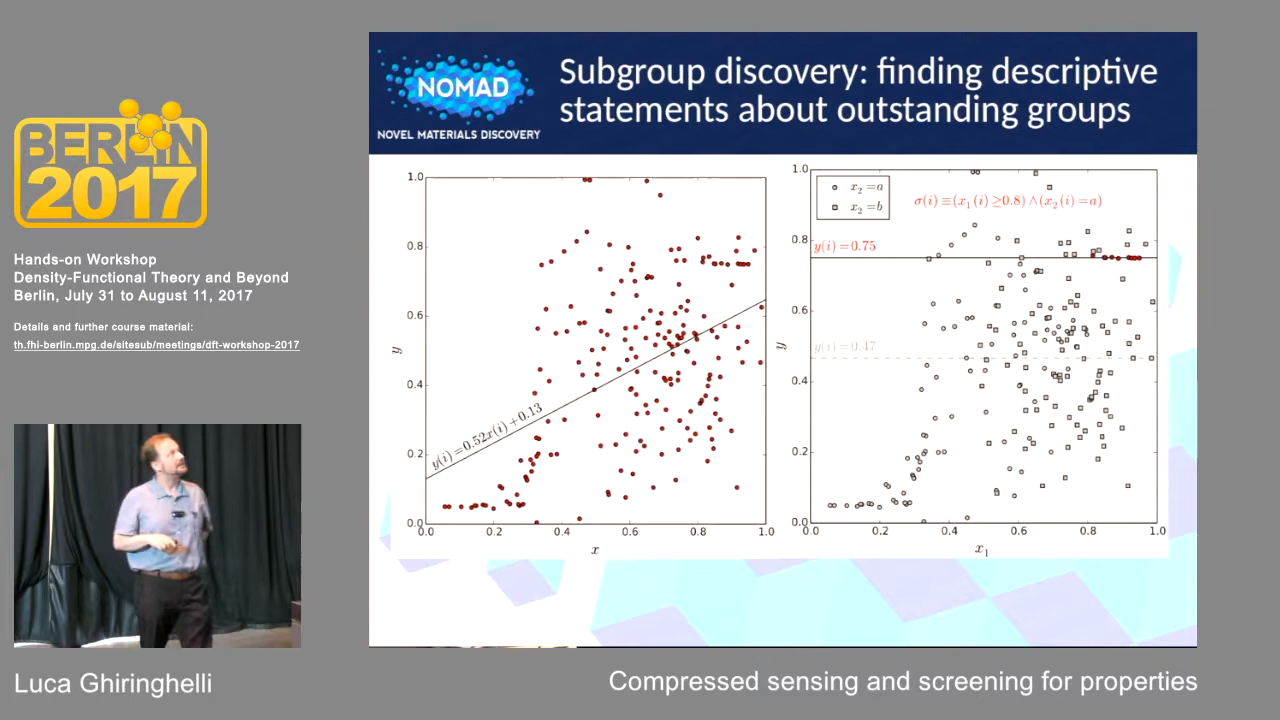 BERLIN
2017
Hands-on Workshop
Density-Functional Theory and Beyond
Berlin, July 31 to August 11, 2017
Details and further course material:
th.fhi-berlin.mpg.de/sitesub/meetings/dft-workshop-2017
Luca Ghiringhelli
NOMAD
NOVEL MATERIALS DISCOVERY
Subgroup discovery: finding descriptive
statements about outstanding groups
1.0
0.8
0.6
0.4
0.2
0.0
y
y(i)=0.52x(i)+0.13
0.0 0.2 0.4 0.6 0.8 1.0
x
1.0
0.8
0.6
0.4
0.2
0.0
y
x₂=a
x₂=b
σ(i)≡(x₁(i)≥0.8)∧(x₂(i)=a)
y(i)=0.75
y(i)=0.47
0.0 0.2 0.4 0.6 0.8 1.0
x₁
Compressed sensing and screening for properties